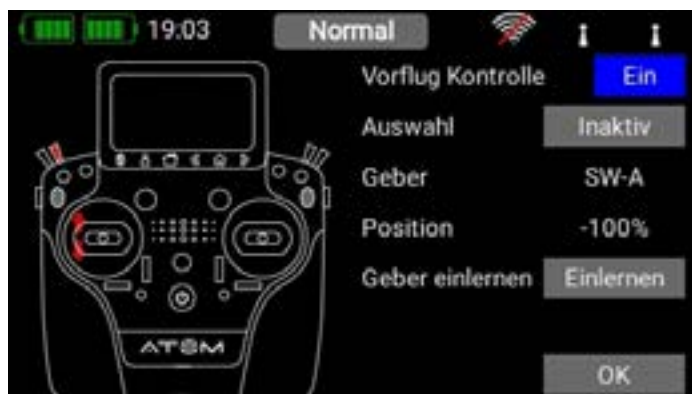 19:03 Normal
Vorflug Kontrolle Ein
Auswahl Inaktiv
Geber SW-A
Position -100%
Geber einlernen Einlernen
ATOM
OK